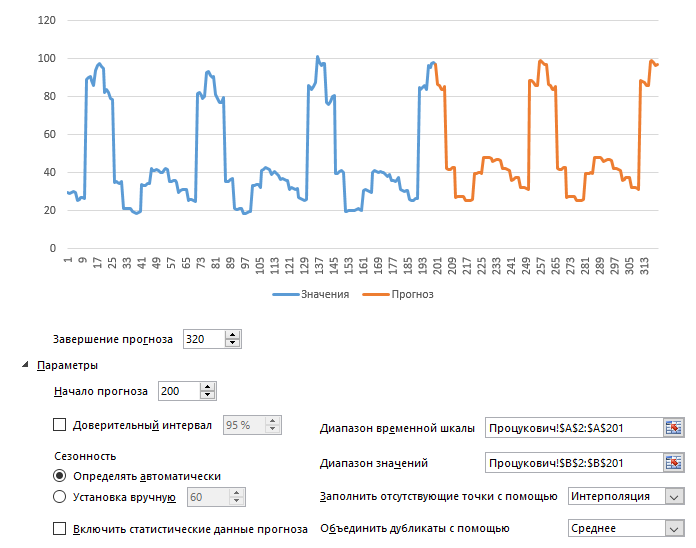 120
100
80
60
40
20
0
1 9 17 25 33 41 49 57 65 73 81 89 97 105 113 121 129 137 145 153 161 169 177 185 193 201 209 217 225 233 241 249 257 265 273 281 289 297 305 313
Значения Прогноз
Завершение прогноза 320
Параметры
Начало прогноза 200
Доверительный интервал 95 %
Диапазон временной шкалы Процукович!$A$2:$A$201
Сезонность
Диапазон значений Процукович!$B$2:$B$201
Определять автоматически
Установка вручную 60
Заполнить отсутствующие точки с помощью Интерполяция
Включить статистические данные прогноза
Объединить дубликаты с помощью Среднее